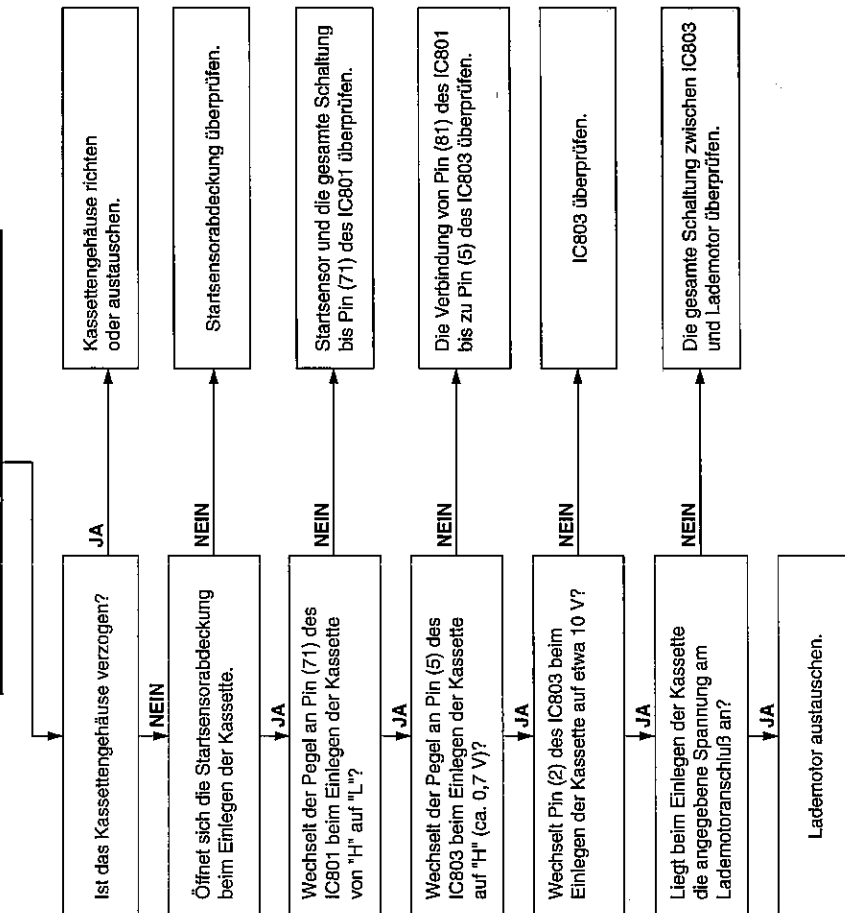 Ist das Kassettengehäuse verzogen?
JA
Kassettengehäuse richten
oder austauschen.
NEIN
Öffnet sich die Startsensorabdeckung
beim Einlegen der Kassette.
NEIN
Startsensorabdeckung überprüfen.
JA
Wechselt der Pegel an Pin (71) des
IC801 beim Einlegen der Kassette
von "H" auf "L"?
NEIN
Startsensor und die gesamte Schaltung
bis Pin (71) des IC801 überprüfen.
JA
Wechselt der Pegel an Pin (5) des
IC803 beim Einlegen der Kassette
auf "H" (ca. 0,7 V)?
NEIN
Die Verbindung von Pin (81) des IC801
bis zu Pin (5) des IC803 überprüfen.
JA
Wechselt Pin (2) des IC803 beim
Einlegen der Kassette auf etwa 10 V?
NEIN
IC803 überprüfen.
JA
Liegt beim Einlegen der Kassette
die angegebene Spannung am
Lademotoranschluß an?
NEIN
Die gesamte Schaltung zwischen IC803
und Lademotor überprüfen.
JA
Lademotor austauschen.